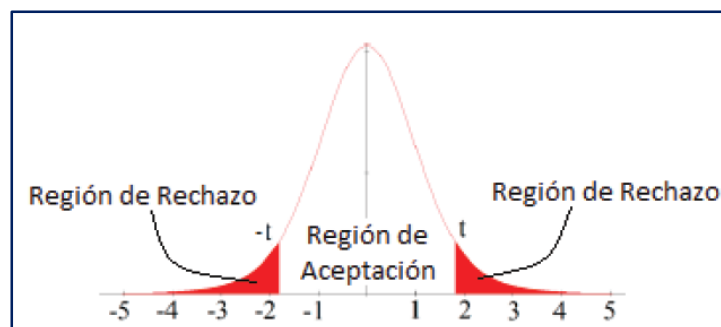 Región de Rechazo
Región de Rechazo
-t
t
Región de
Aceptación
-5 -4 -3 -2 -1 1 2 3 4 5